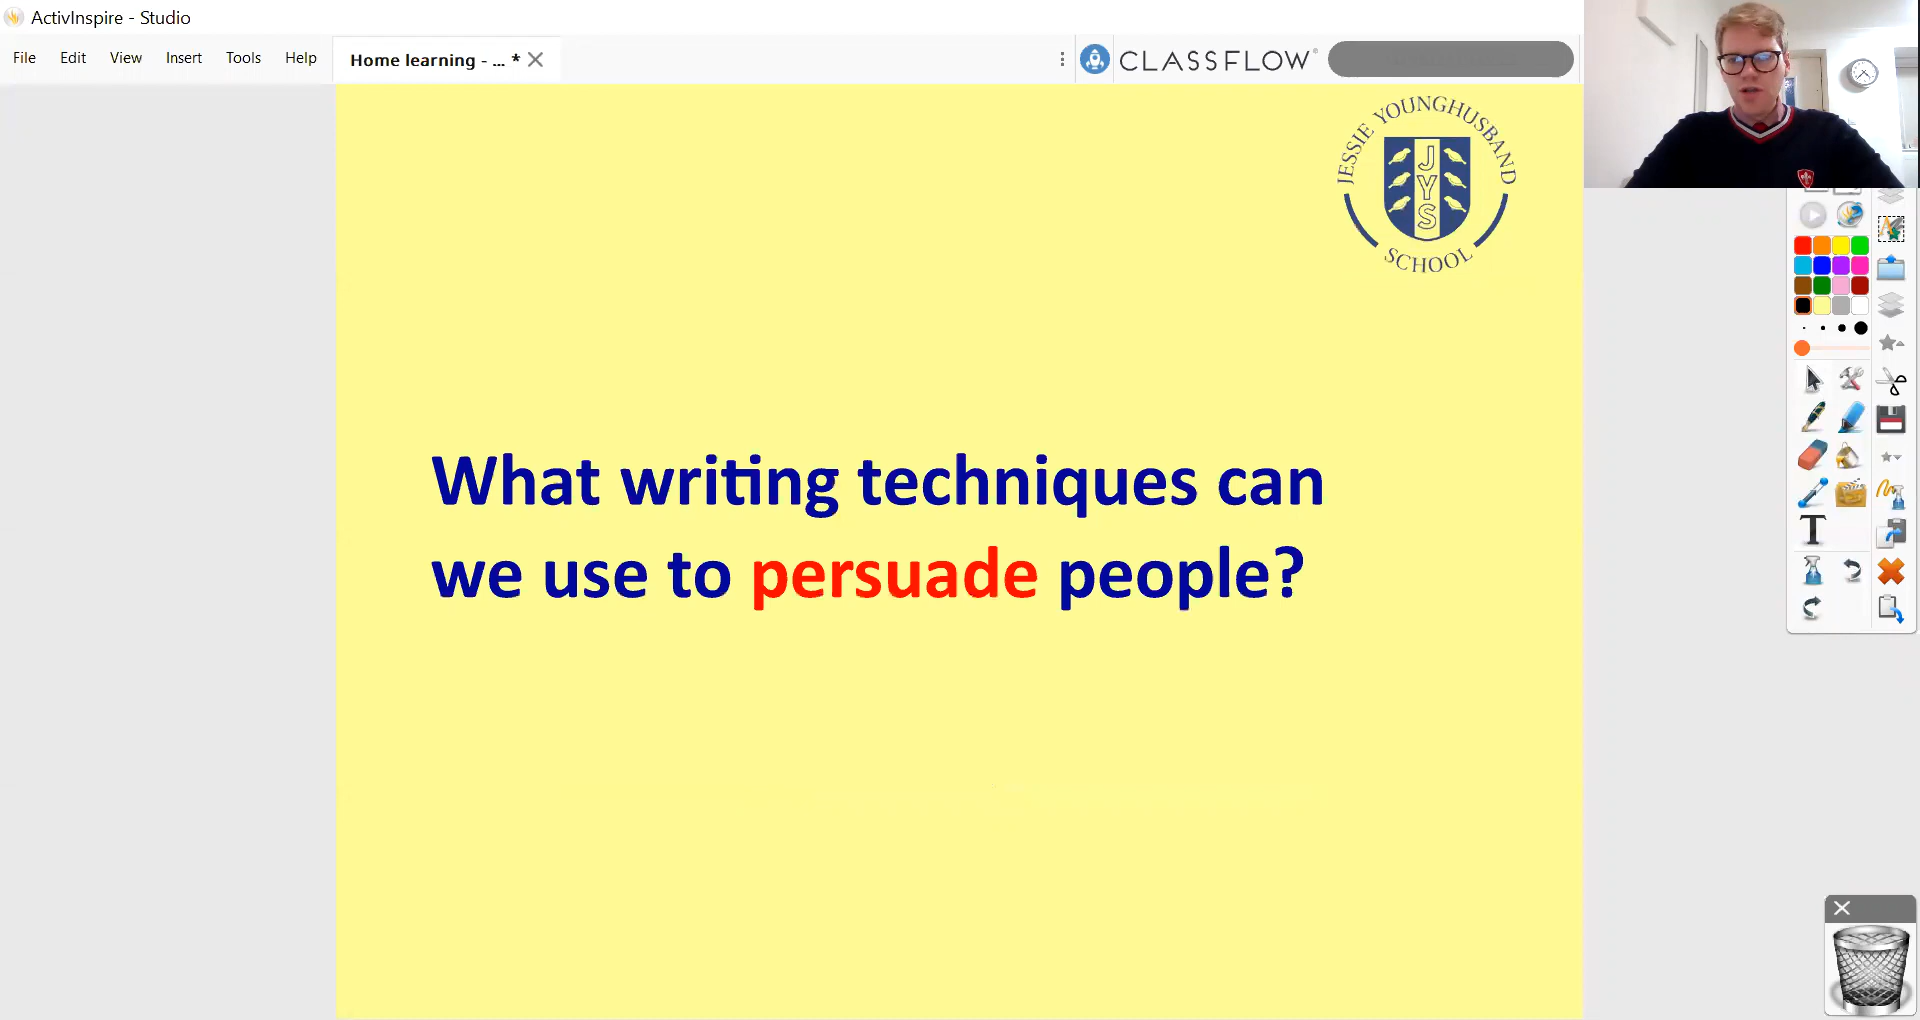 ActivInspire - Studio
File Edit View Insert Tools Help
Home learning - ... *
CLASSFLOW
JESSIE YOUNGHUSBAND
JYS
SCHOOL
What writing techniques can
we use to persuade people?
T